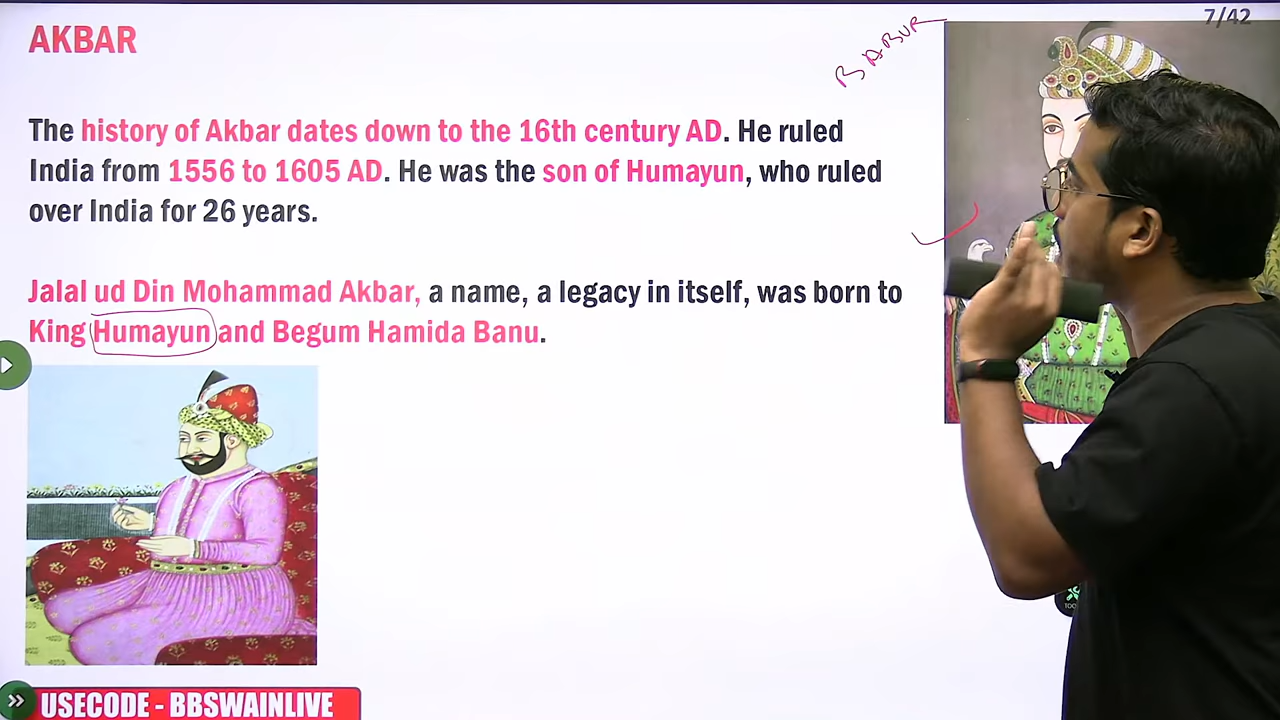 7/42
AKBAR
BABUR
The history of Akbar dates down to the 16th century AD. He ruled
India from 1556 to 1605 AD. He was the son of Humayun, who ruled
over India for 26 years.
Jalal ud Din Mohammad Akbar, a name, a legacy in itself, was born to
King Humayun and Begum Hamida Banu.
USECODE - BBSWAINLIVE